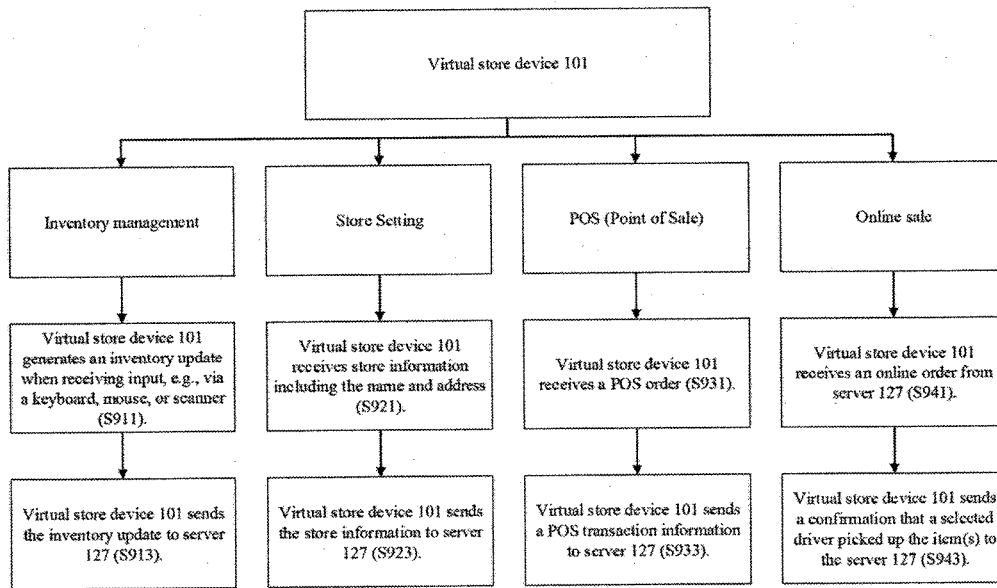 Virtual store device 101
Inventory management
Store Setting
POS (Point of Sale)
Online sale
Virtual store device 101
generates an inventory update
when receiving input, e.g., via
a keyboard, mouse, or scanner
(S911).
Virtual store device 101
receives store information
including the name and address
(S921).
Virtual store device 101
receives a POS order (S931).
Virtual store device 101
receives an online order from
server 127 (S941).
Virtual store device 101 sends
the inventory update to server
127 (S913).
Virtual store device 101 sends
the store information to server
127 (S923).
Virtual store device 101 sends
a POS transaction information
to server 127 (S933).
Virtual store device 101 sends
a confirmation that a selected
driver picked up the item(s) to
the server 127 (S943).